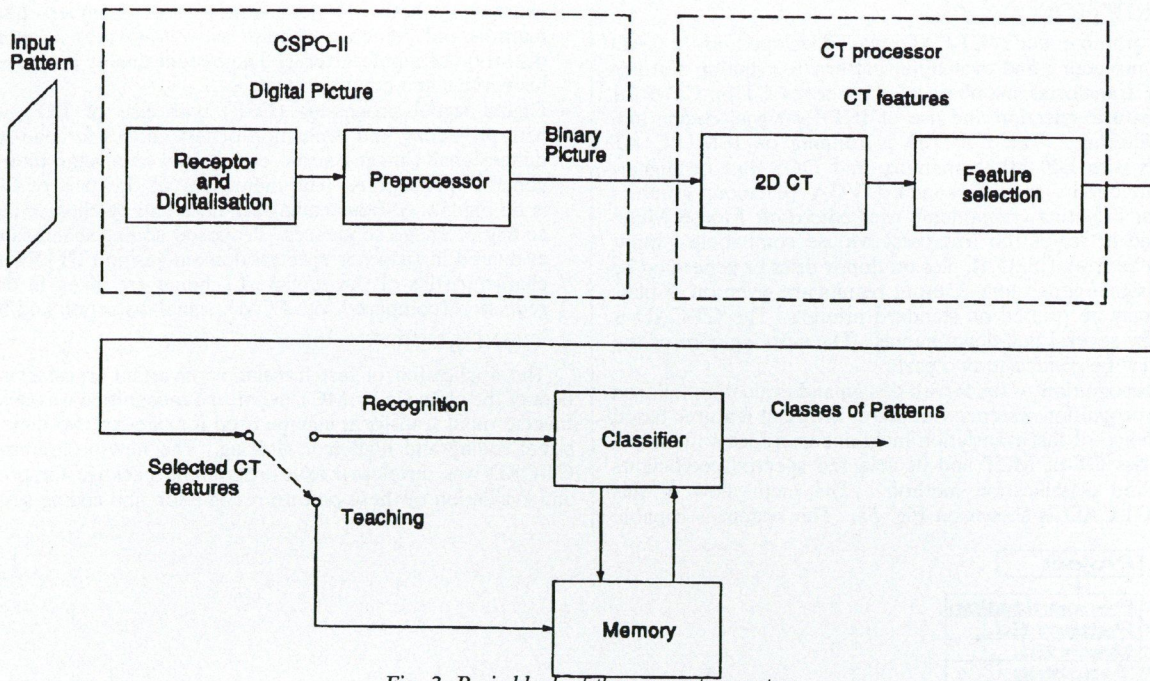 Input
Pattern
CSPO-II
Digital Picture
Receptor
and
Digitalisation
Preprocessor
Binary
Picture
CT processor
CT features
2D CT
Feature
selection
Recognition
Selected CT
features
Teaching
Classifier
Classes of Patterns
Memory